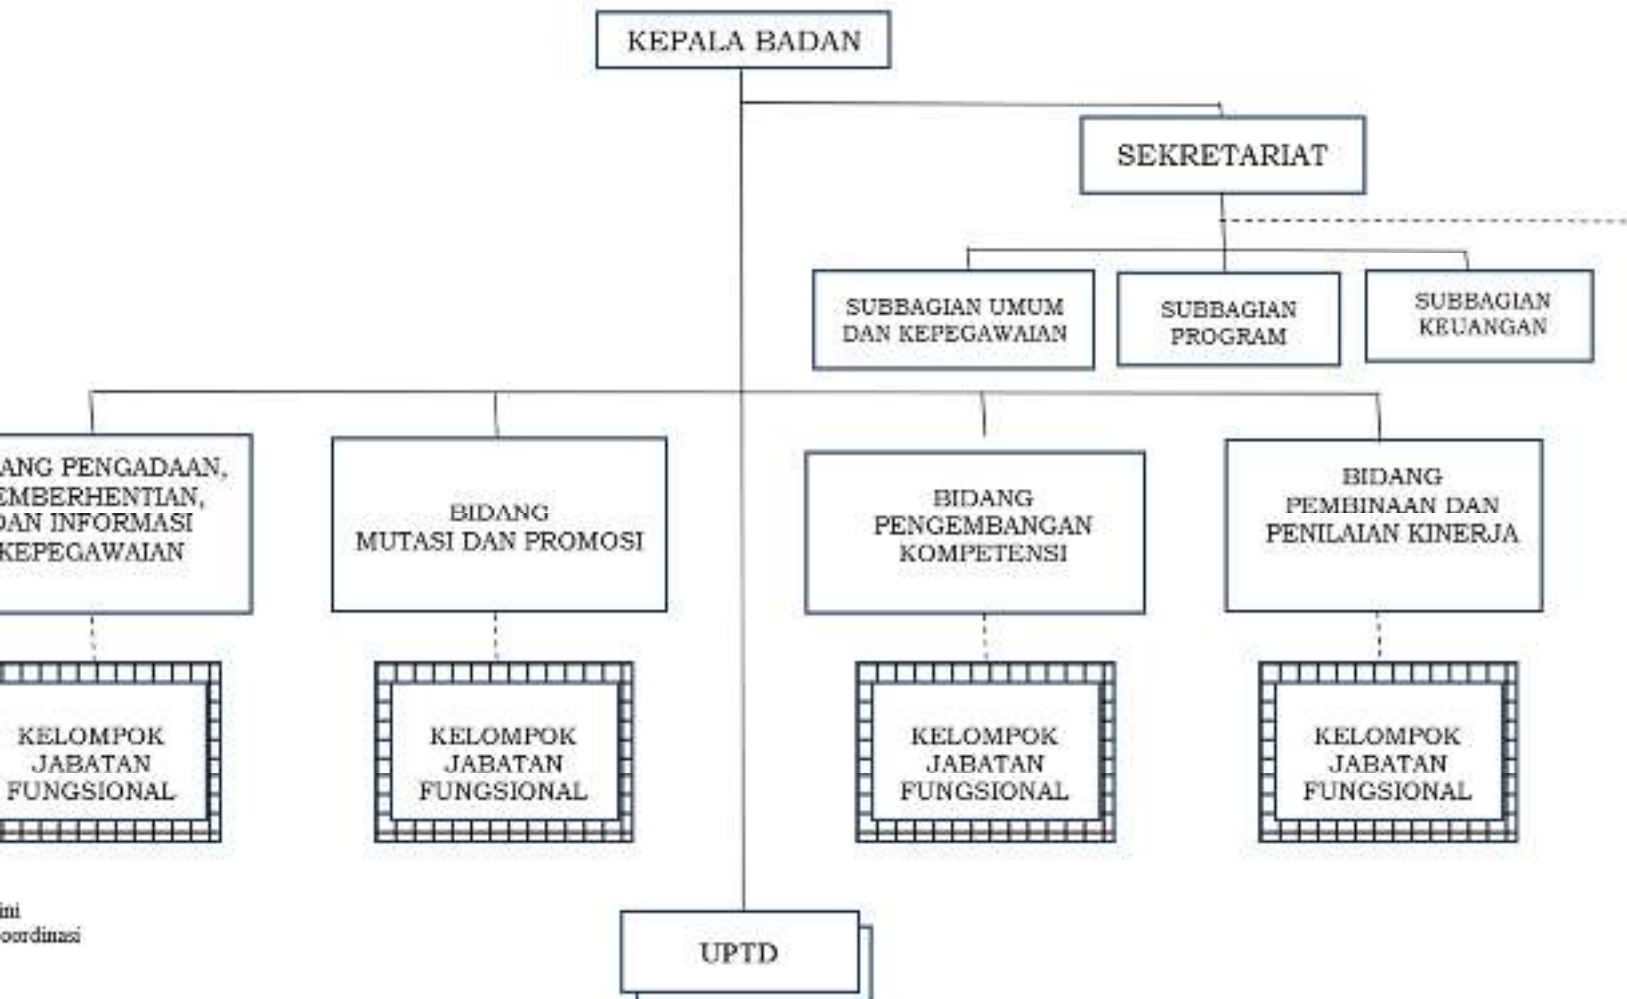 KEPALA BADAN
SEKRETARIAT
SUBBAGIAN UMUM
DAN KEPEGAWAIAN
SUBBAGIAN
PROGRAM
SUBBAGIAN
KEUANGAN
ANG PENGADAAN,
EMBERHENTIAN,
DAN INFORMASI
KEPEGAWAIAN
BIDANG
MUTASI DAN PROMOSI
BIDANG
PENGEMBANGAN
KOMPETENSI
BIDANG
PEMBINAAN DAN
PENILAIAN KINERJA
KELOMPOK
JABATAN
FUNGSIONAL
KELOMPOK
JABATAN
FUNGSIONAL
KELOMPOK
JABATAN
FUNGSIONAL
KELOMPOK
JABATAN
FUNGSIONAL
ini
oordinasi
UPTD